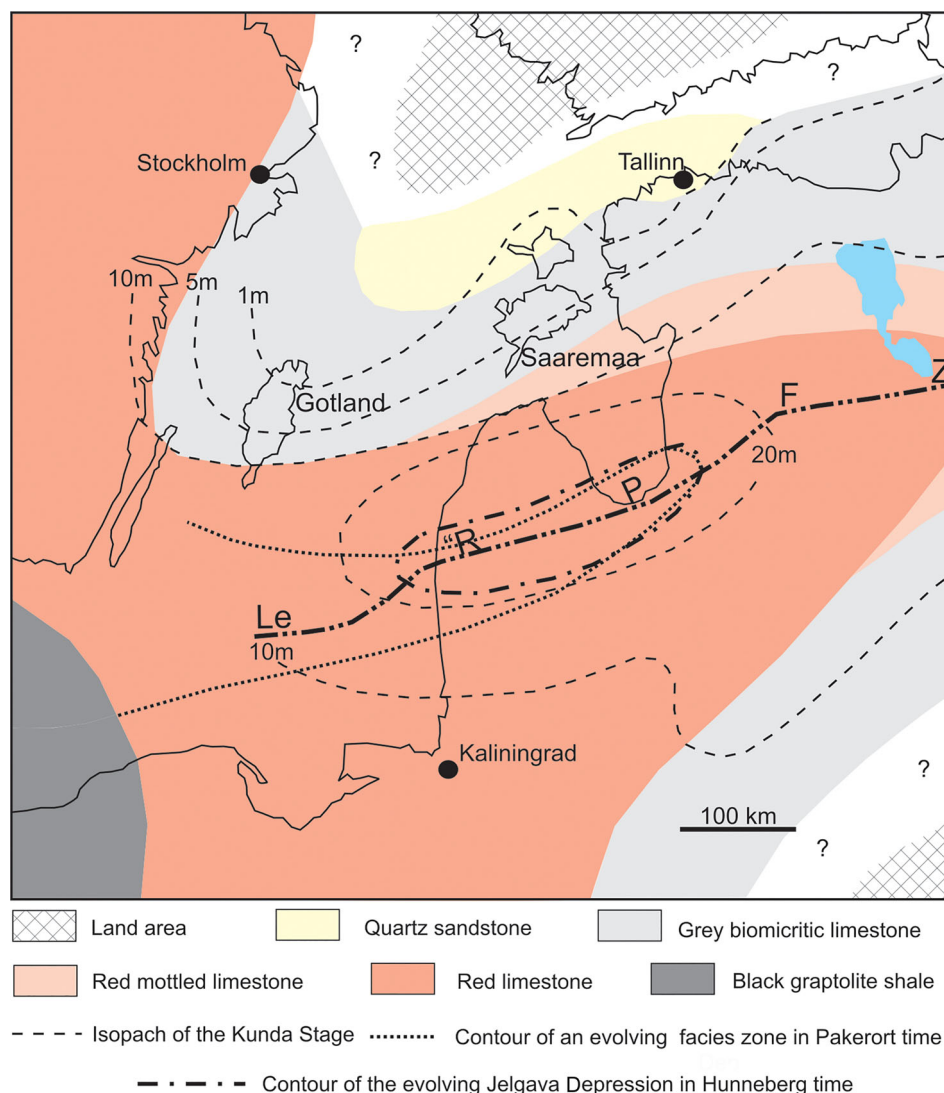 ?
?
?
Stockholm
Tallinn
10m
5m
1m
Saaremaa
Gotland
Z
F
20m
P
“R
Le
10m
Kaliningrad
?
100 km
?
Land area
Quartz sandstone
Grey biomicritic limestone
Red mottled limestone
Red limestone
Black graptolite shale
Isopach of the Kunda Stage
Contour of an evolving facies zone in Pakerort time
Contour of the evolving Jelgava Depression in Hunneberg time